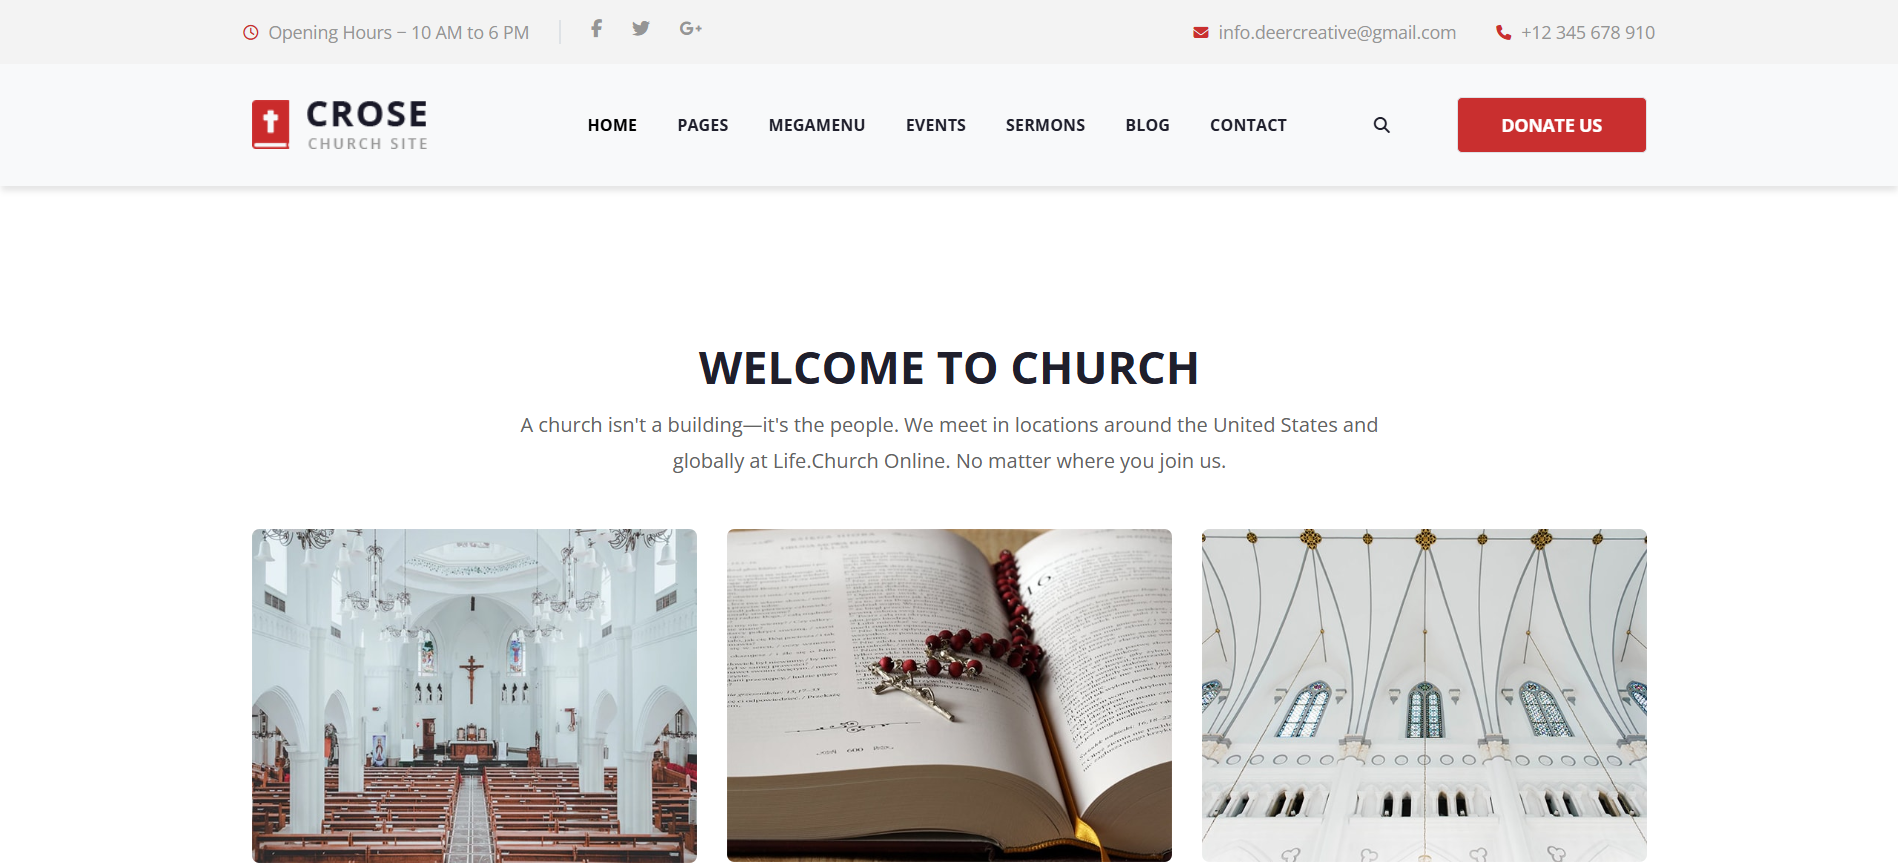 Opening Hours – 10 AM to 6 PM
info.deercreative@gmail.com
+12 345 678 910
CROSE
CHURCH SITE
HOME
PAGES
MEGAMENU
EVENTS
SERMONS
BLOG
CONTACT
DONATE US
WELCOME TO CHURCH
A church isn't a building—it's the people. We meet in locations around the United States and
globally at Life.Church Online. No matter where you join us.
600